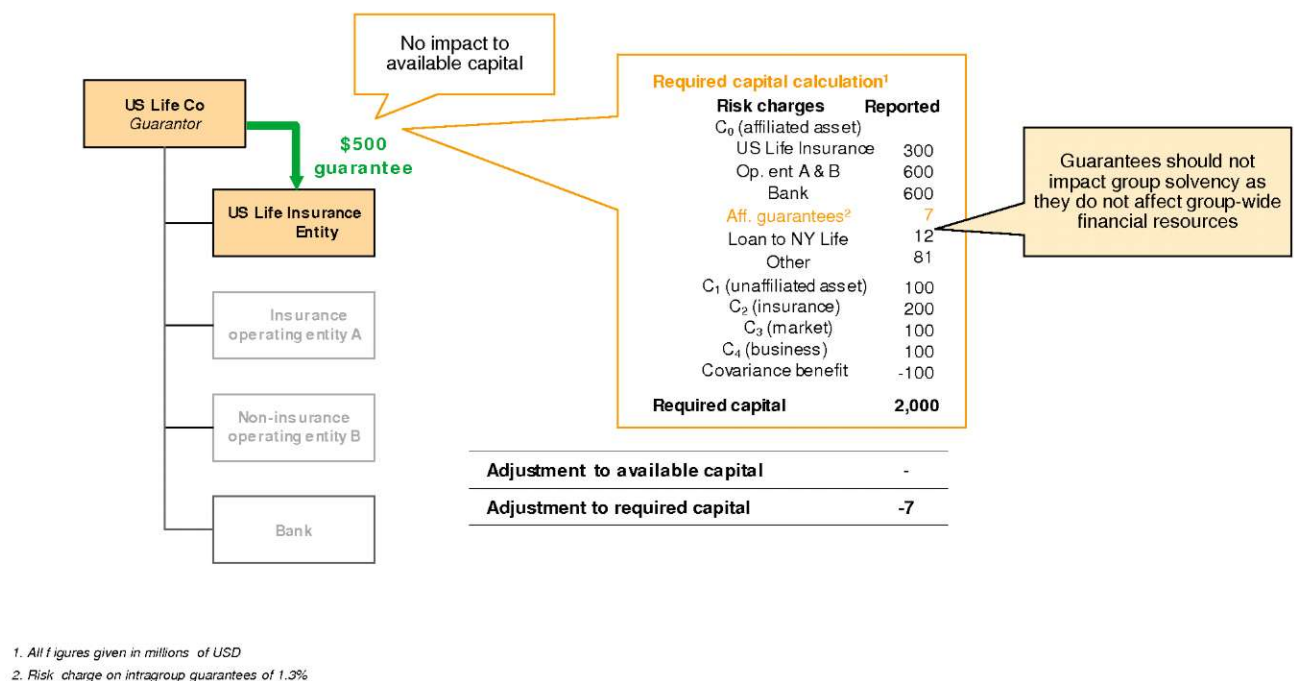 No impact to
available capital
US Life Co
Guarantor
$500
guarantee
US Life Insurance
Entity
Insurance
operating entity A
Non-insurance
operating entity B
Bank
Required capital calculation¹
Risk charges Reported
C₀ (affiliated asset)
US Life Insurance 300
Op. ent A & B 600
Bank 600
Aff. guarantees² 7
Loan to NY Life 12
Other 81
C₁ (unaffiliated asset) 100
C₂ (insurance) 200
C₃ (market) 100
C₄ (business) 100
Covariance benefit -100
Required capital 2,000
Guarantees should not
impact group solvency as
they do not affect group-wide
financial resources
Adjustment to available capital -
Adjustment to required capital -7
1. All figures given in millions of USD
2. Risk charge on intragroup guarantees of 1.3%